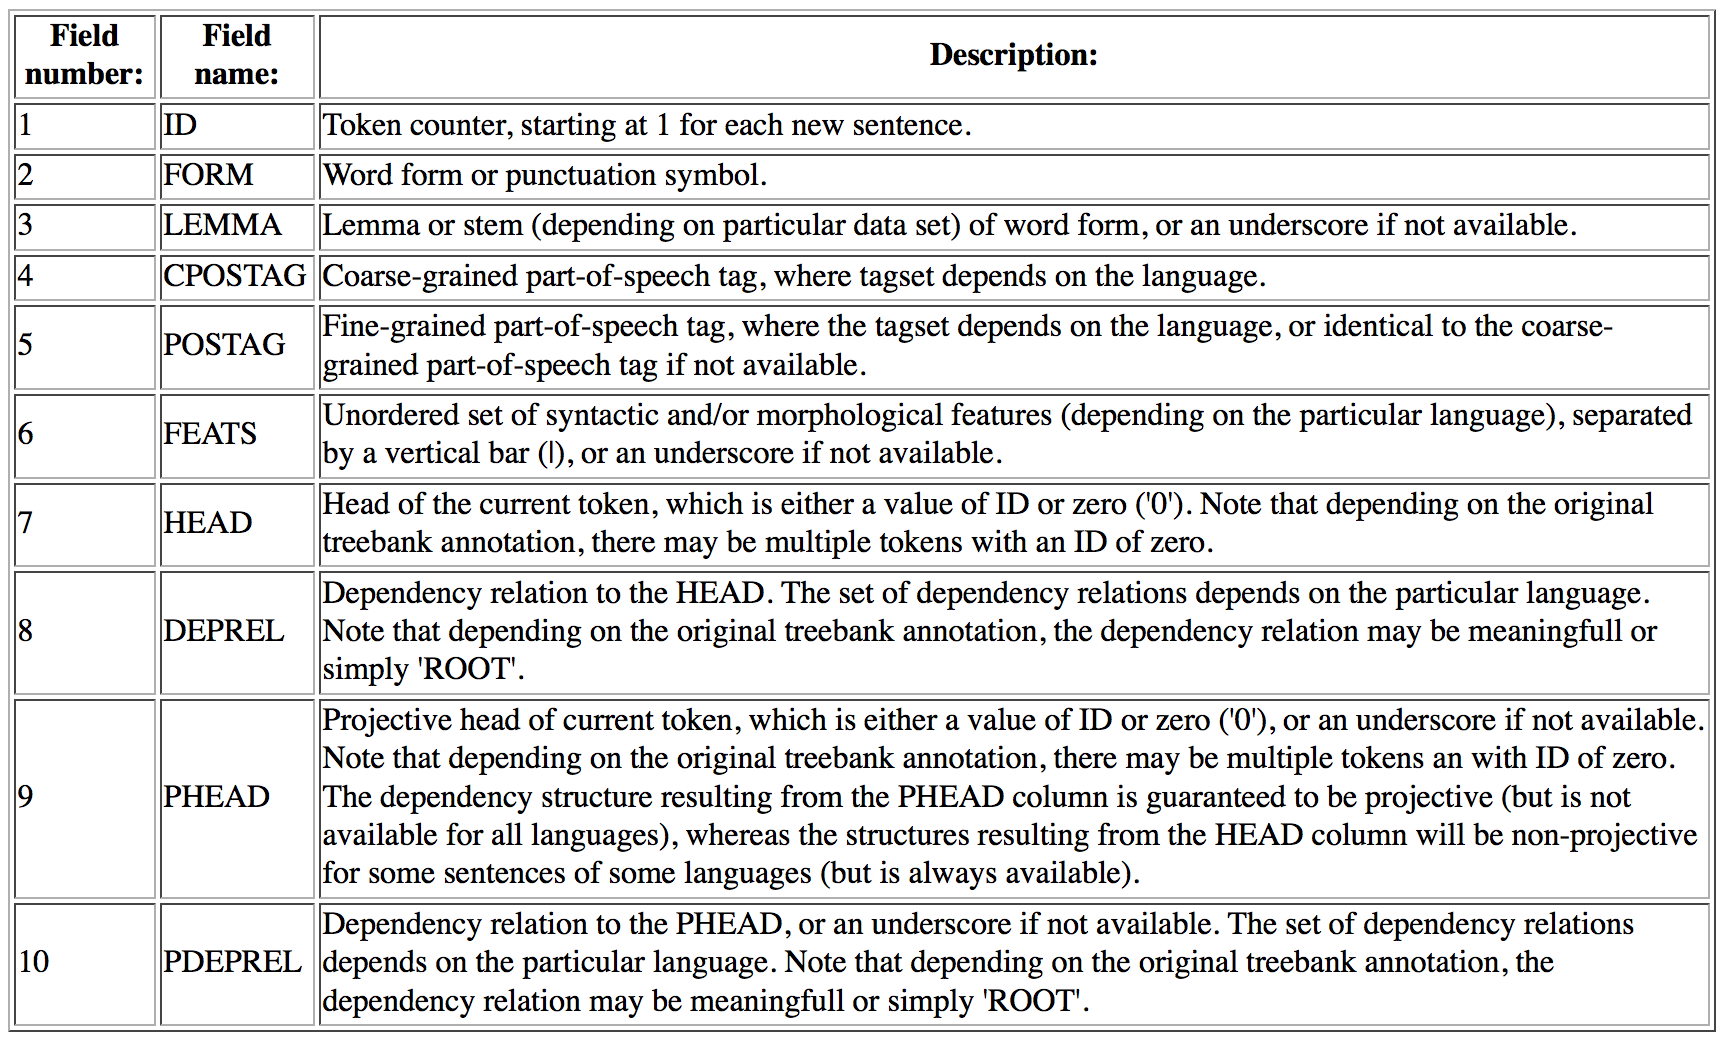 Field number: Field name: Description:
1 ID Token counter, starting at 1 for each new sentence.
2 FORM Word form or punctuation symbol.
3 LEMMA Lemma or stem (depending on particular data set) of word form, or an underscore if not available.
4 CPOSTAG Coarse-grained part-of-speech tag, where tagset depends on the language.
5 POSTAG Fine-grained part-of-speech tag, where the tagset depends on the language, or identical to the coarse-
grained part-of-speech tag if not available.
6 FEATS Unordered set of syntactic and/or morphological features (depending on the particular language), separated
by a vertical bar (|), or an underscore if not available.
7 HEAD Head of the current token, which is either a value of ID or zero ('0'). Note that depending on the original
treebank annotation, there may be multiple tokens with an ID of zero.
8 DEPREL Dependency relation to the HEAD. The set of dependency relations depends on the particular language.
Note that depending on the original treebank annotation, the dependency relation may be meaningfull or
simply 'ROOT'.
9 PHEAD Projective head of current token, which is either a value of ID or zero ('0'), or an underscore if not available.
Note that depending on the original treebank annotation, there may be multiple tokens an with ID of zero.
The dependency structure resulting from the PHEAD column is guaranteed to be projective (but is not
available for all languages), whereas the structures resulting from the HEAD column will be non-projective
for some sentences of some languages (but is always available).
10 PDEPREL Dependency relation to the PHEAD, or an underscore if not available. The set of dependency relations
depends on the particular language. Note that depending on the original treebank annotation, the
dependency relation may be meaningfull or simply 'ROOT'.